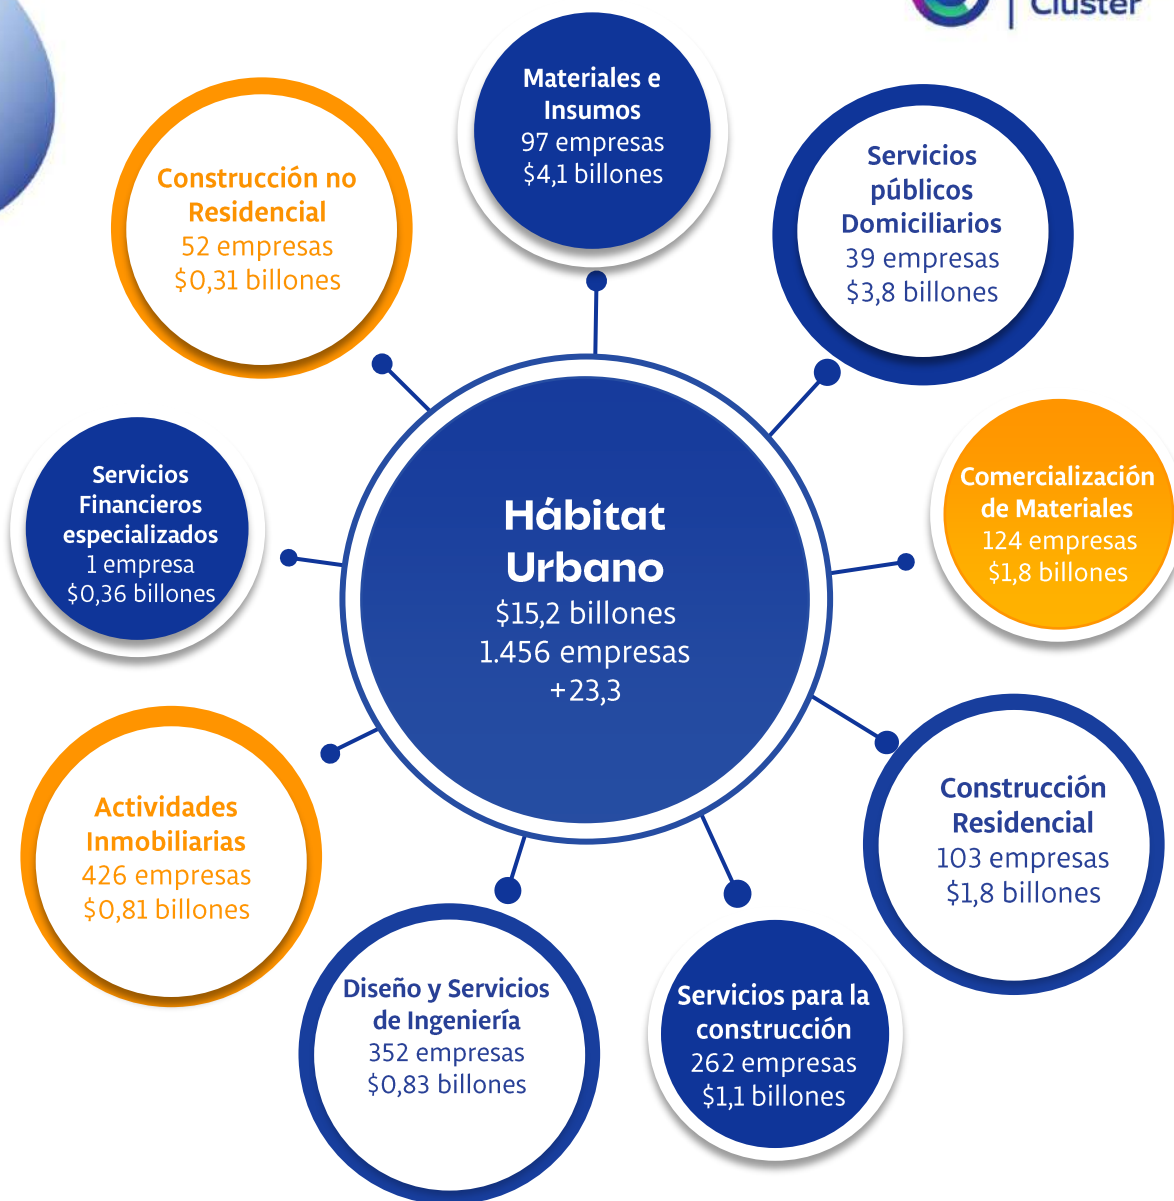 Cluster
Materiales e
Insumos
97 empresas
$4,1 billones
Servicios
públicos
Domiciliarios
39 empresas
$3,8 billones
Construcción no
Residencial
52 empresas
$0,31 billones
Comercialización
de Materiales
124 empresas
$1,8 billones
Servicios
Financieros
especializados
1 empresa
$0,36 billones
Hábitat
Urbano
$15,2 billones
1.456 empresas
+23,3
Construcción
Residencial
103 empresas
$1,8 billones
Actividades
Inmobiliarias
426 empresas
$0,81 billones
Diseño y Servicios
de Ingeniería
352 empresas
$0,83 billones
Servicios para la
construcción
262 empresas
$1,1 billones